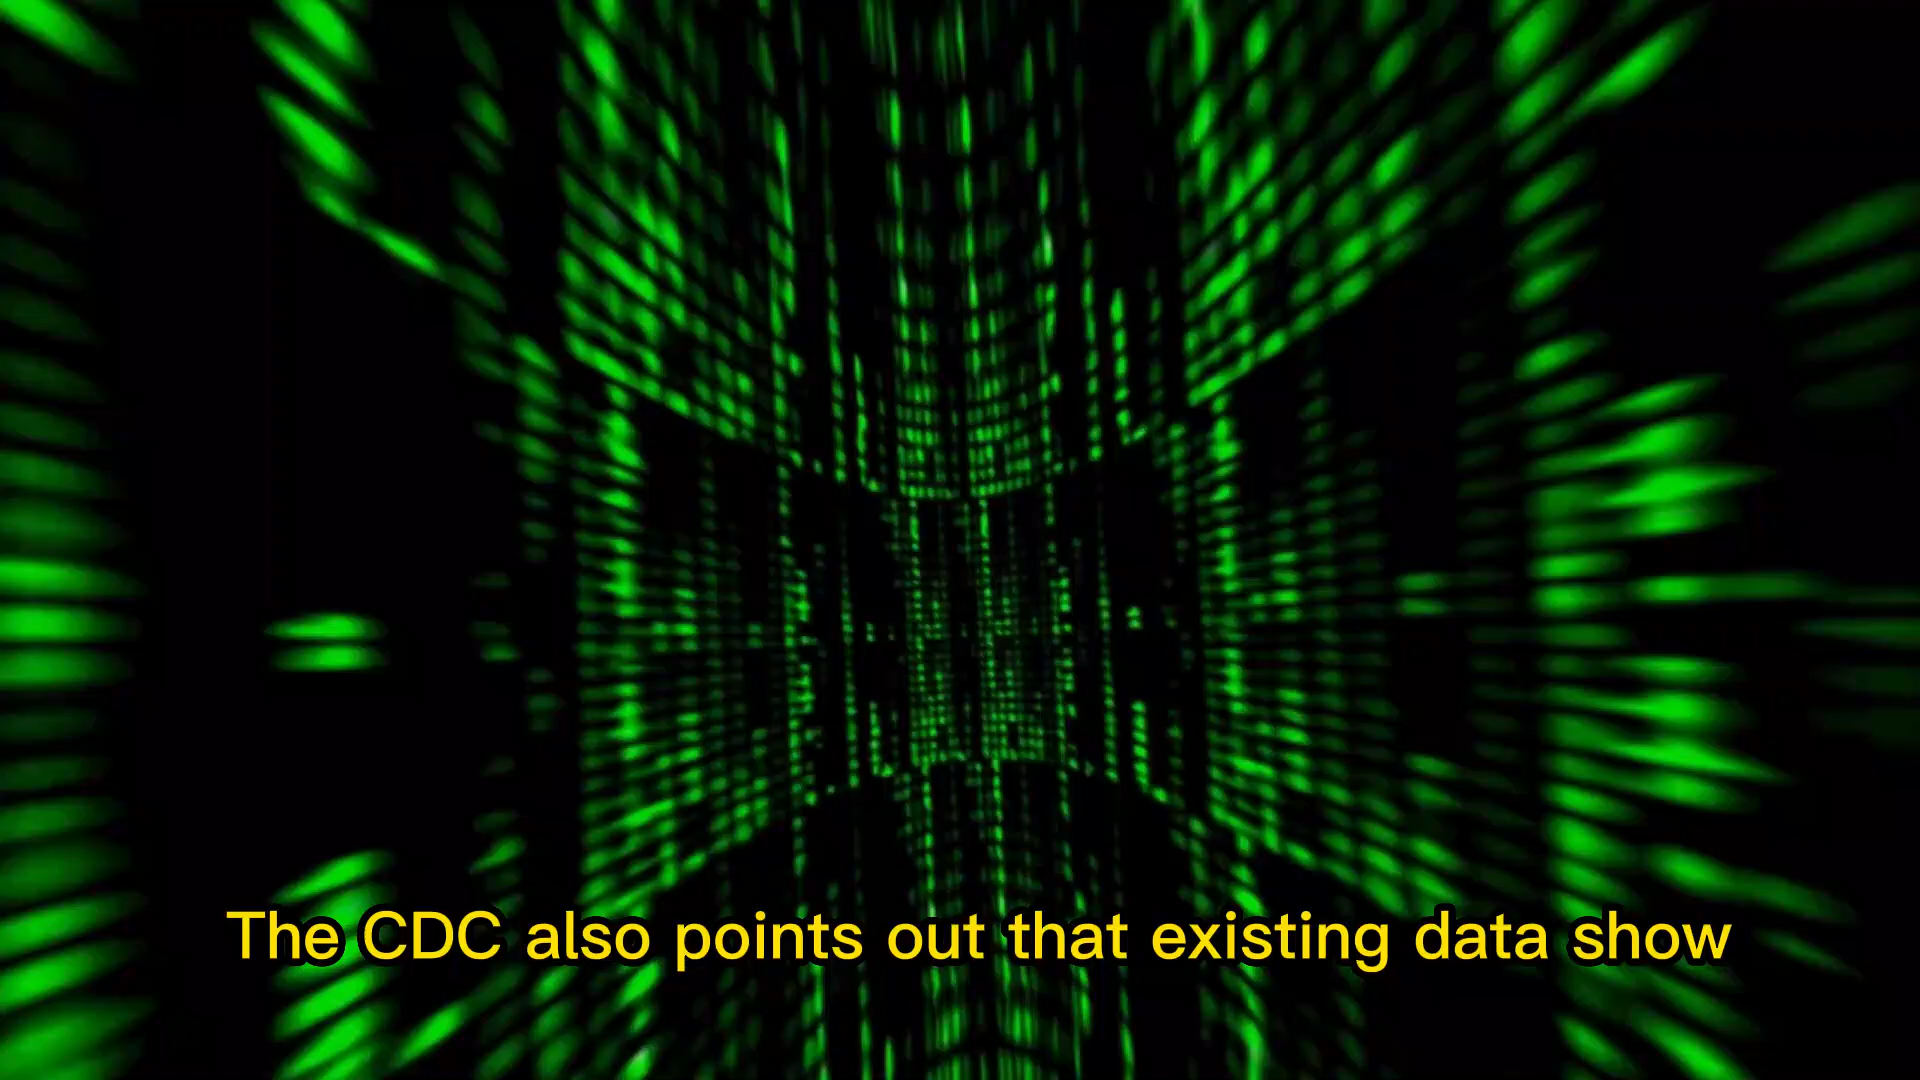 The CDC also points out that existing data show